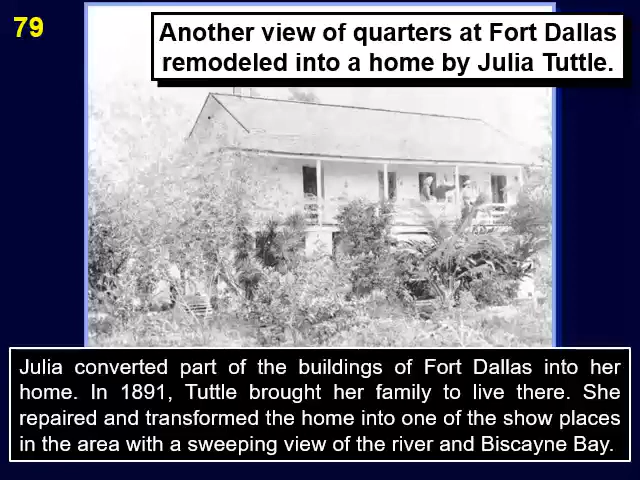 79
Another view of quarters at Fort Dallas
remodeled into a home by Julia Tuttle.
Julia converted part of the buildings of Fort Dallas into her
home. In 1891, Tuttle brought her family to live there. She
repaired and transformed the home into one of the show places
in the area with a sweeping view of the river and Biscayne Bay.